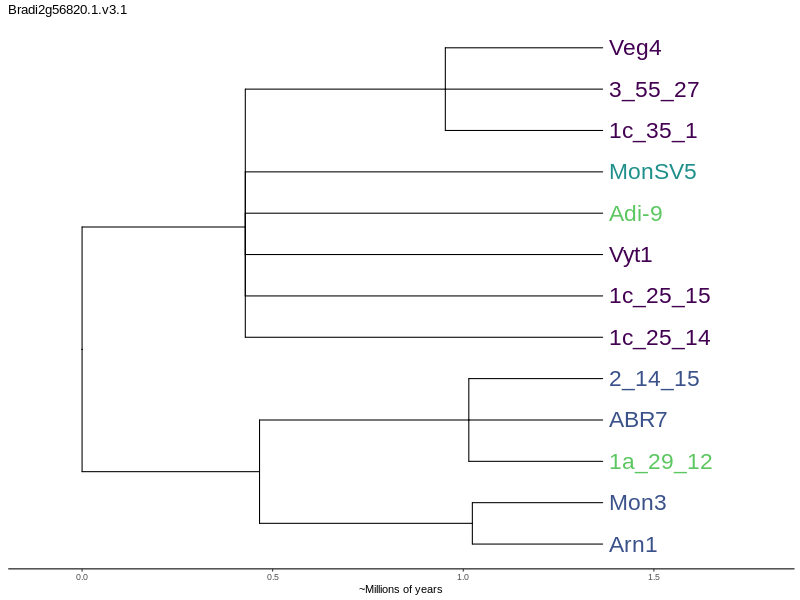 Bradi2g56820.1.v3.1
Veg4
3_55_27
1c_35_1
MonSV5
Adi-9
Vyt1
1c_25_15
1c_25_14
2_14_15
ABR7
1a_29_12
Mon3
Arn1
0.0 0.5 1.0 1.5
~Millions of years